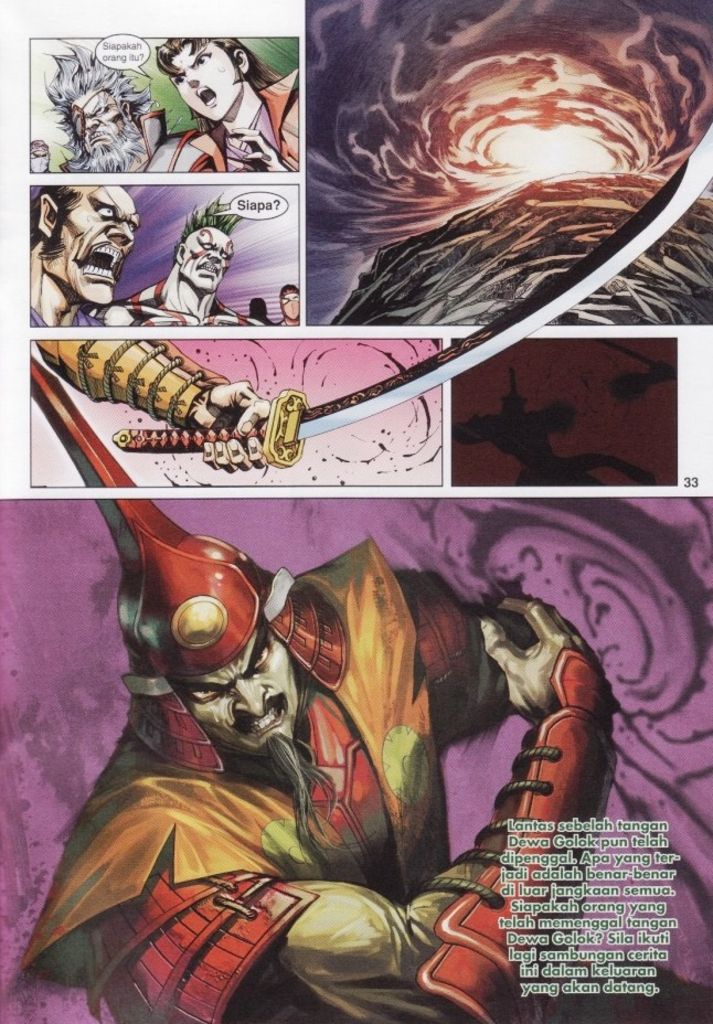 Siapakah
orang itu?
Siapa?
33
Lantas sebelah tangan
Dewa Golok pun telah
dipenggal. Apa yang ter-
jadi adalah benar-benar
di luar jangkaan semua.
Siapakah orang yang
telah memenggal tangan
Dewa Golok? Sila ikuti
lagi sambungan cerita
ini dalam keluaran
yang akan datang.